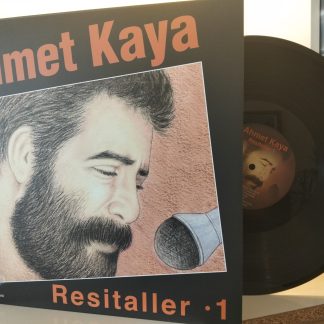 hmet Kaya
Resitaller · 1
Ahmet Kaya